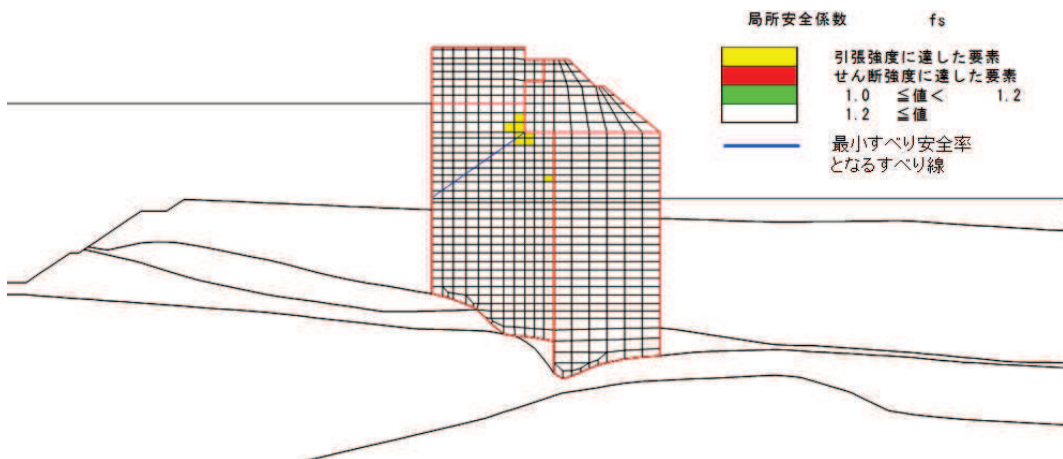 局所安全係数 fs
引張強度に達した要素
せん断強度に達した要素
1.0 ≦値< 1.2
1.2 ≦値
最小すべり安全率
となるすべり線